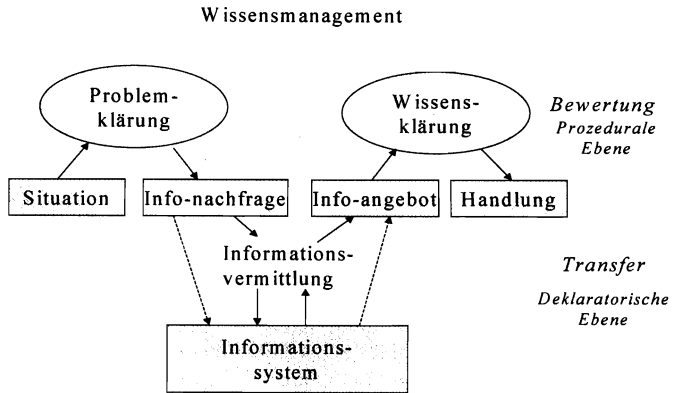 Wissensmanagement
Problem-
klärung
Wissens-
klärung
Bewertung
Prozedurale
Ebene
Situation
Info-nachfrage
Info-angebot
Handlung
Informations-
vermittlung
Transfer
Deklaratorische
Ebene
Informations-
system